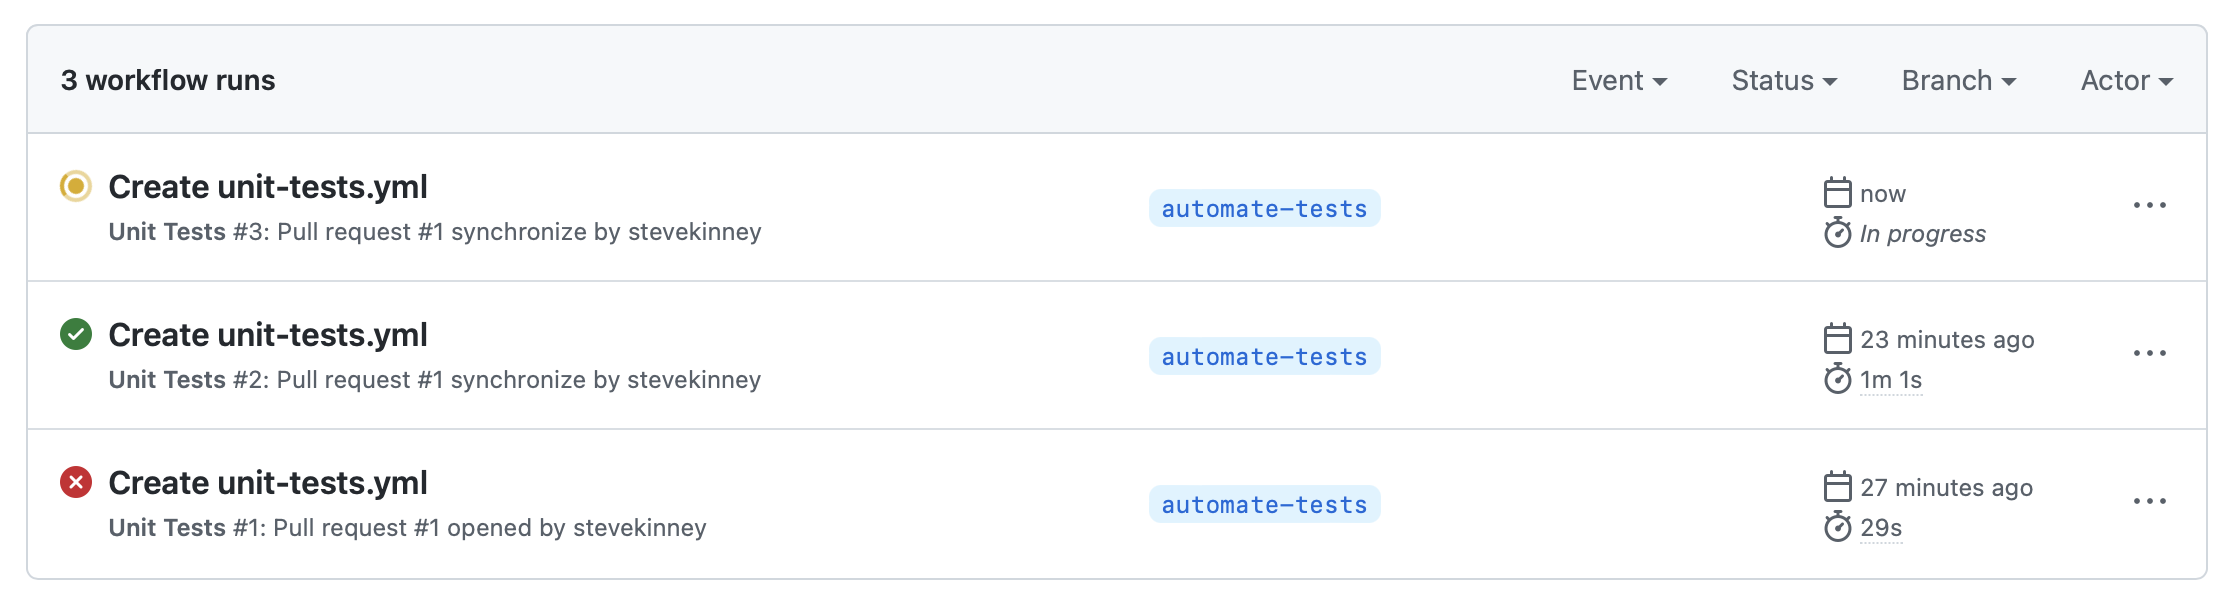 3 workflow runs
Event Status Branch Actor
Create unit-tests.yml
Unit Tests #3: Pull request #1 synchronize by stevekinney
automate-tests
now
In progress
Create unit-tests.yml
Unit Tests #2: Pull request #1 synchronize by stevekinney
automate-tests
23 minutes ago
1m 1s
Create unit-tests.yml
Unit Tests #1: Pull request #1 opened by stevekinney
automate-tests
27 minutes ago
29s